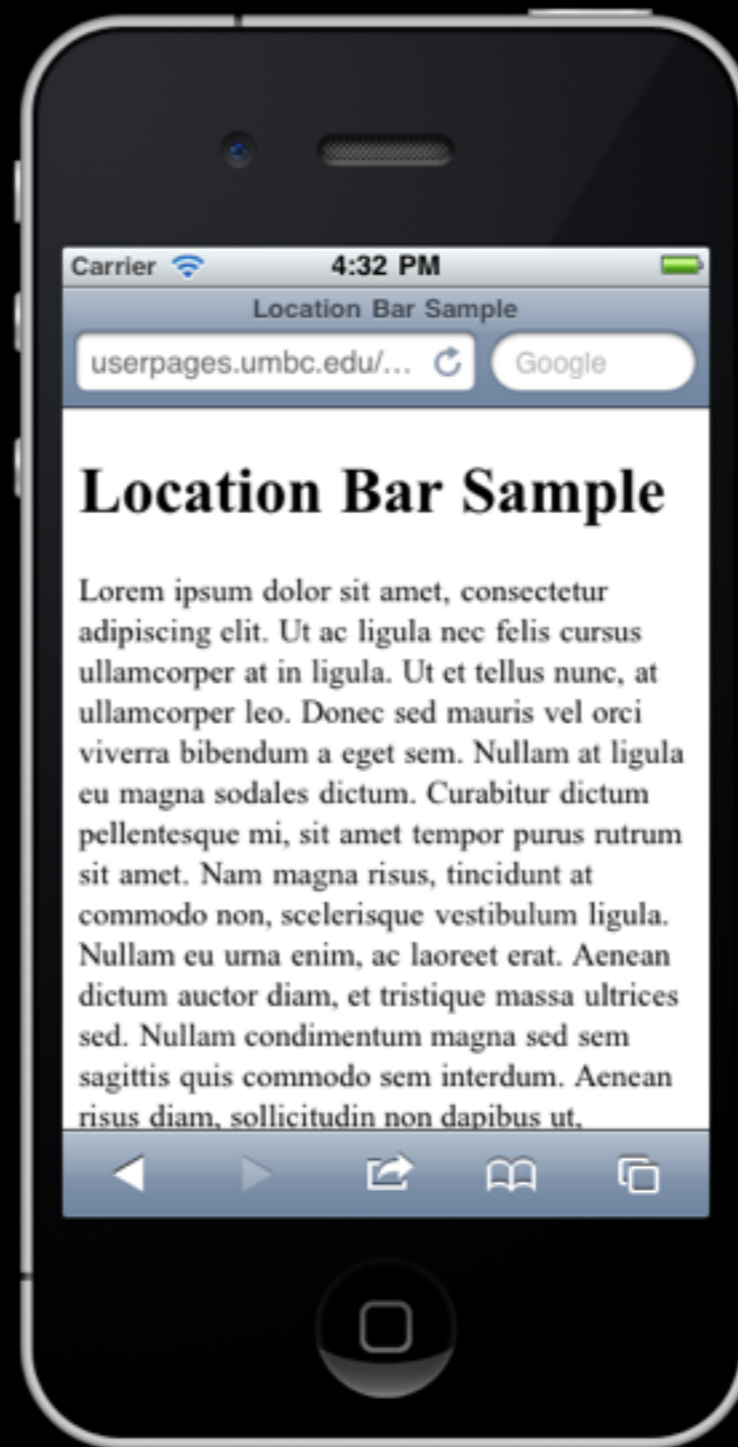 Carrier 4:32 PM
Location Bar Sample
userpages.umbc.edu/... Google
Location Bar Sample
Lorem ipsum dolor sit amet, consectetur
adipiscing elit. Ut ac ligula nec felis cursus
ullamcorper at in ligula. Ut et tellus nunc, at
ullamcorper leo. Donec sed mauris vel orci
viverra bibendum a eget sem. Nullam at ligula
eu magna sodales dictum. Curabitur dictum
pellentesque mi, sit amet tempor purus rutrum
sit amet. Nam magna risus, tincidunt at
commodo non, scelerisque vestibulum ligula.
Nullam eu urna enim, ac laoreet erat. Aenean
dictum auctor diam, et tristique massa ultrices
sed. Nullam condimentum magna sed sem
sagittis quis commodo sem interdum. Aenean
risus diam, sollicitudin non dapibus ut,